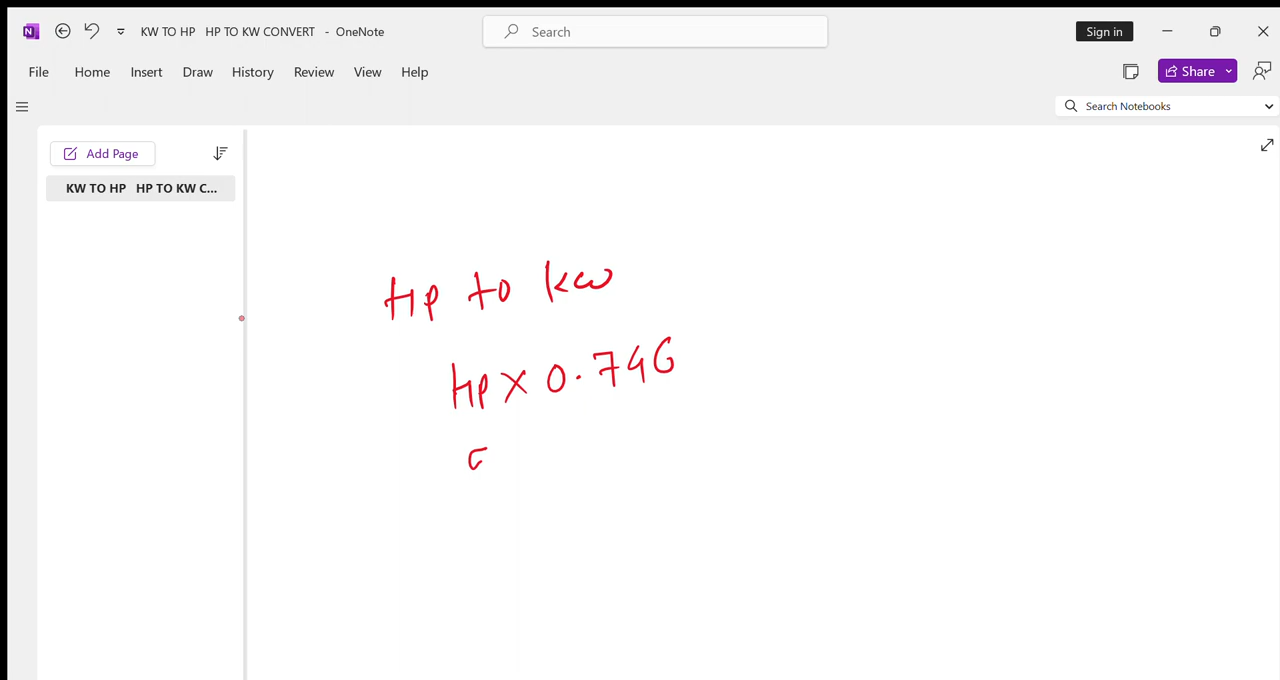 KW TO HP HP TO KW CONVERT - OneNote
Search
Sign in
File Home Insert Draw History Review View Help
Share
Search Notebooks
Add Page
KW TO HP HP TO KW C...
Hp to kw
Hp x 0.746
5